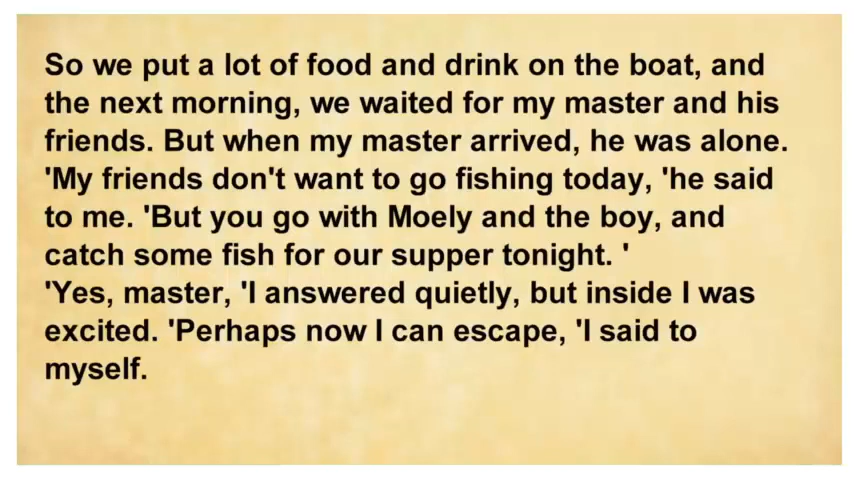 So we put a lot of food and drink on the boat, and
the next morning, we waited for my master and his
friends. But when my master arrived, he was alone.
'My friends don't want to go fishing today, 'he said
to me. 'But you go with Moely and the boy, and
catch some fish for our supper tonight. '
'Yes, master, 'I answered quietly, but inside I was
excited. 'Perhaps now I can escape, 'I said to
myself.